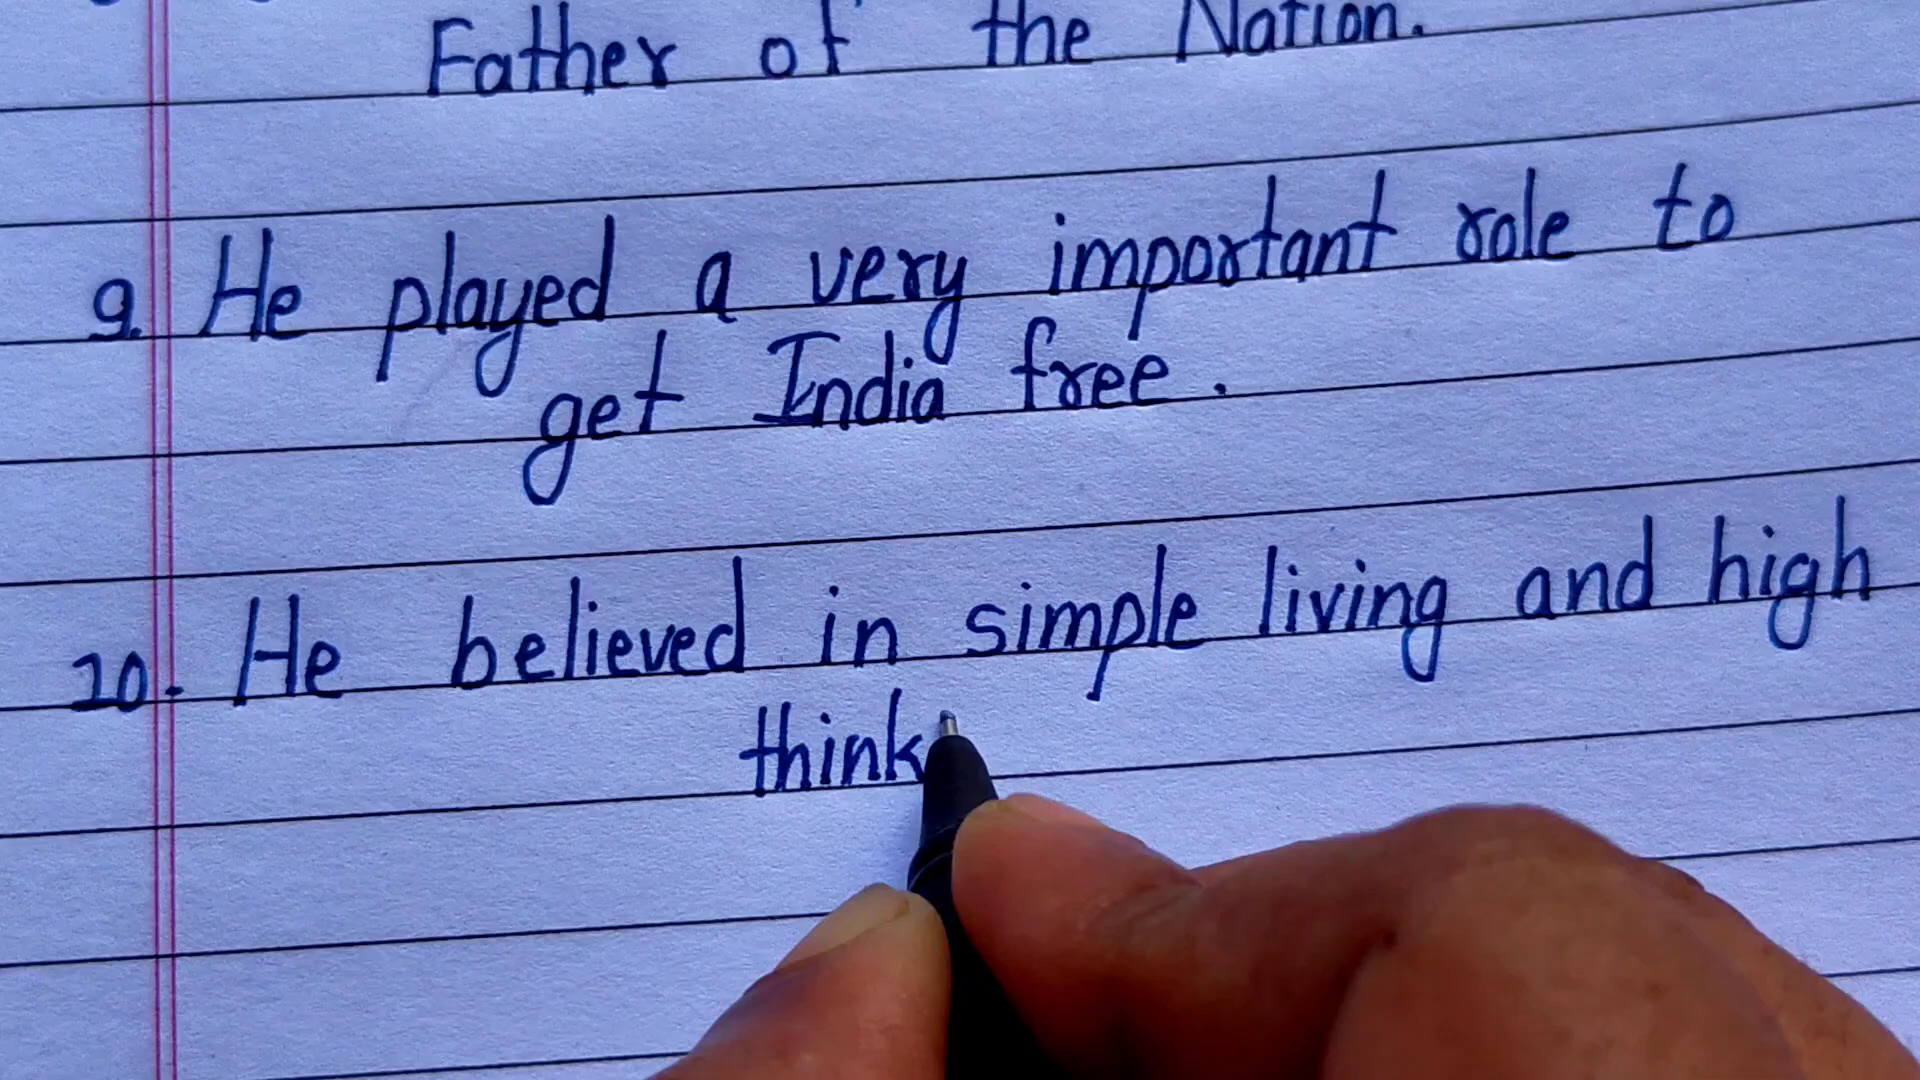 Father of the Nation.
9. He played a very important role to
get India free.
10. He believed in simple living and high
think